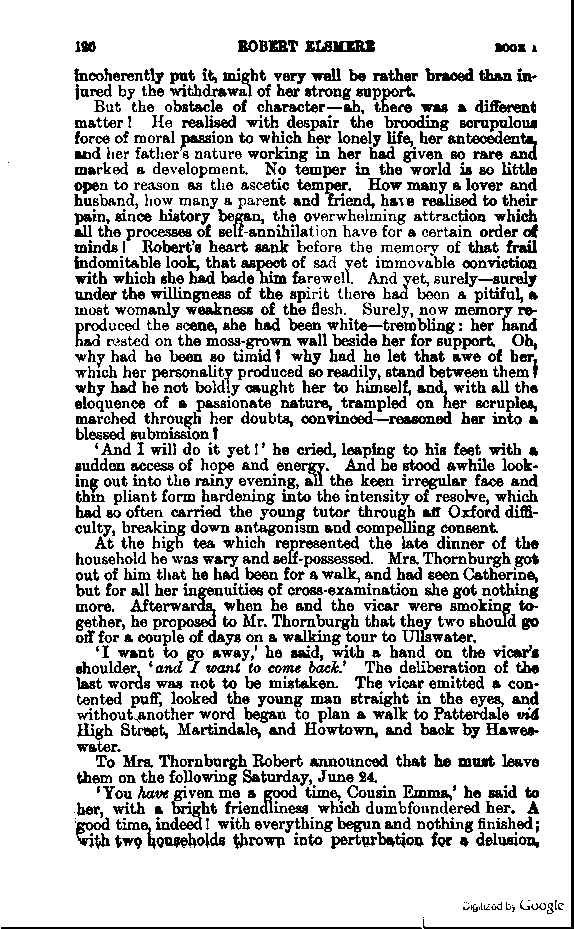 126 ROBERT ELSMERE BOOK I
incoherently put it, might very well be rather braced than in-
jured by the withdrawal of her strong support.
But the obstacle of character—ah, there was a different
matter! He realised with despair the brooding scrupulous
force of moral passion to which her lonely life, her antecedents,
and her father's nature working in her had given so rare and
marked a development. No temper in the world is so little
open to reason as the ascetic temper. How many a lover and
husband, how many a parent and friend, have realised to their
pain, since history began, the overwhelming attraction which
all the processes of self-annihilation have for a certain order of
minds! Robert's heart sank before the memory of that frail
indomitable look, that aspect of sad yet immovable conviction
with which she had bade him farewell. And yet, surely—surely
under the willingness of the spirit there had been a pitiful, a
most womanly weakness of the flesh. Surely, now memory re-
produced the scene, she had been white—trembling: her hand
had rested on the moss-grown wall beside her for support. Oh,
why had he been so timid? why had he let that awe of her,
which her personality produced so readily, stand between them?
why had he not boldly caught her to himself, and, with all the
eloquence of a passionate nature, trampled on her scruples,
marched through her doubts, convinced—reasoned her into a
blessed submission?
'And I will do it yet!' he cried, leaping to his feet with a
sudden access of hope and energy. And he stood awhile look-
ing out into the rainy evening, all the keen irregular face and
thin pliant form hardening into the intensity of resolve, which
had so often carried the young tutor through an Oxford diffi-
culty, breaking down antagonism and compelling consent.
At the high tea which represented the late dinner of the
household he was wary and self-possessed. Mrs. Thornburgh got
out of him that he had been for a walk, and had seen Catherine,
but for all her ingenuities of cross-examination she got nothing
more. Afterwards, when he and the vicar were smoking to-
gether, he proposed to Mr. Thornburgh that they two should go
off for a couple of days on a walking tour to Ullswater.
'I want to go away,' he said, with a hand on the vicar's
shoulder, 'and I want to come back.' The deliberation of the
last words was not to be mistaken. The vicar emitted a con-
tented puff, looked the young man straight in the eyes, and
without another word began to plan a walk to Patterdale viâ
High Street, Martindale, and Howtown, and back by Hawes-
water.
To Mrs. Thornburgh Robert announced that he must leave
them on the following Saturday, June 24.
'You have given me a good time, Cousin Emma,' he said to
her, with a bright friendliness which dumbfoundered her. A
good time, indeed! with everything begun and nothing finished;
with two households thrown into perturbation for a delusion,
Digitized by Google